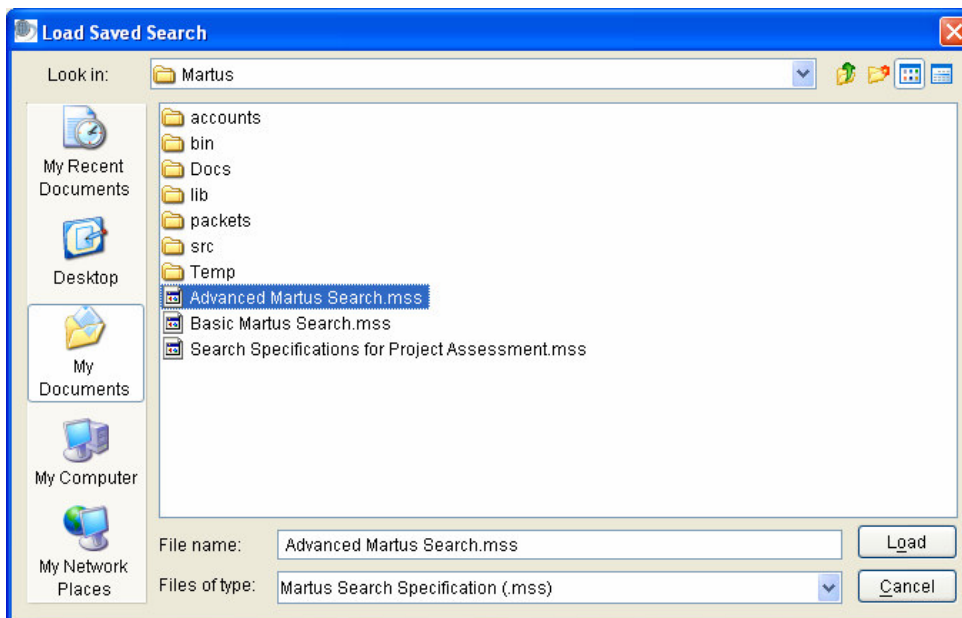 Load Saved Search
Look in:
Martus
My Recent
Documents
Desktop
My
Documents
My Computer
My Network
Places
accounts
bin
Docs
lib
packets
src
Temp
Advanced Martus Search.mss
Basic Martus Search.mss
Search Specifications for Project Assessment.mss
File name:
Advanced Martus Search.mss
Load
Files of type:
Martus Search Specification (.mss)
Cancel